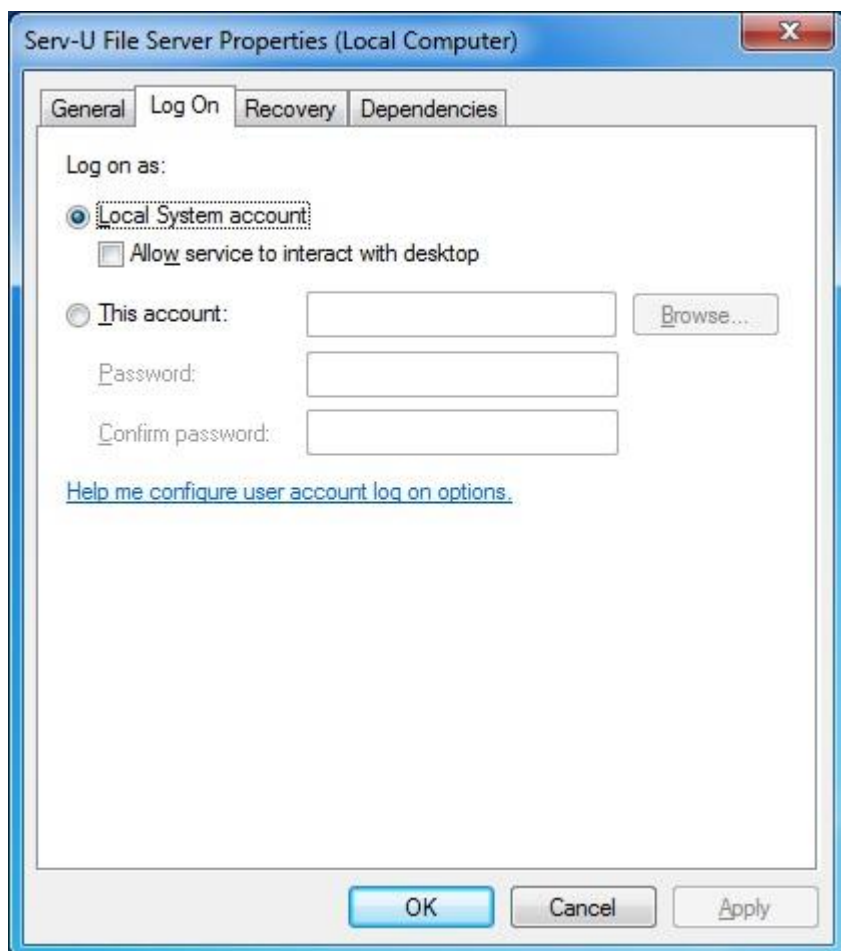 Serv-U File Server Properties (Local Computer)
General Log On Recovery Dependencies
Log on as:
Local System account
Allow service to interact with desktop
This account:
Browse...
Password:
Confirm password:
Help me configure user account log on options.
OK Cancel Apply